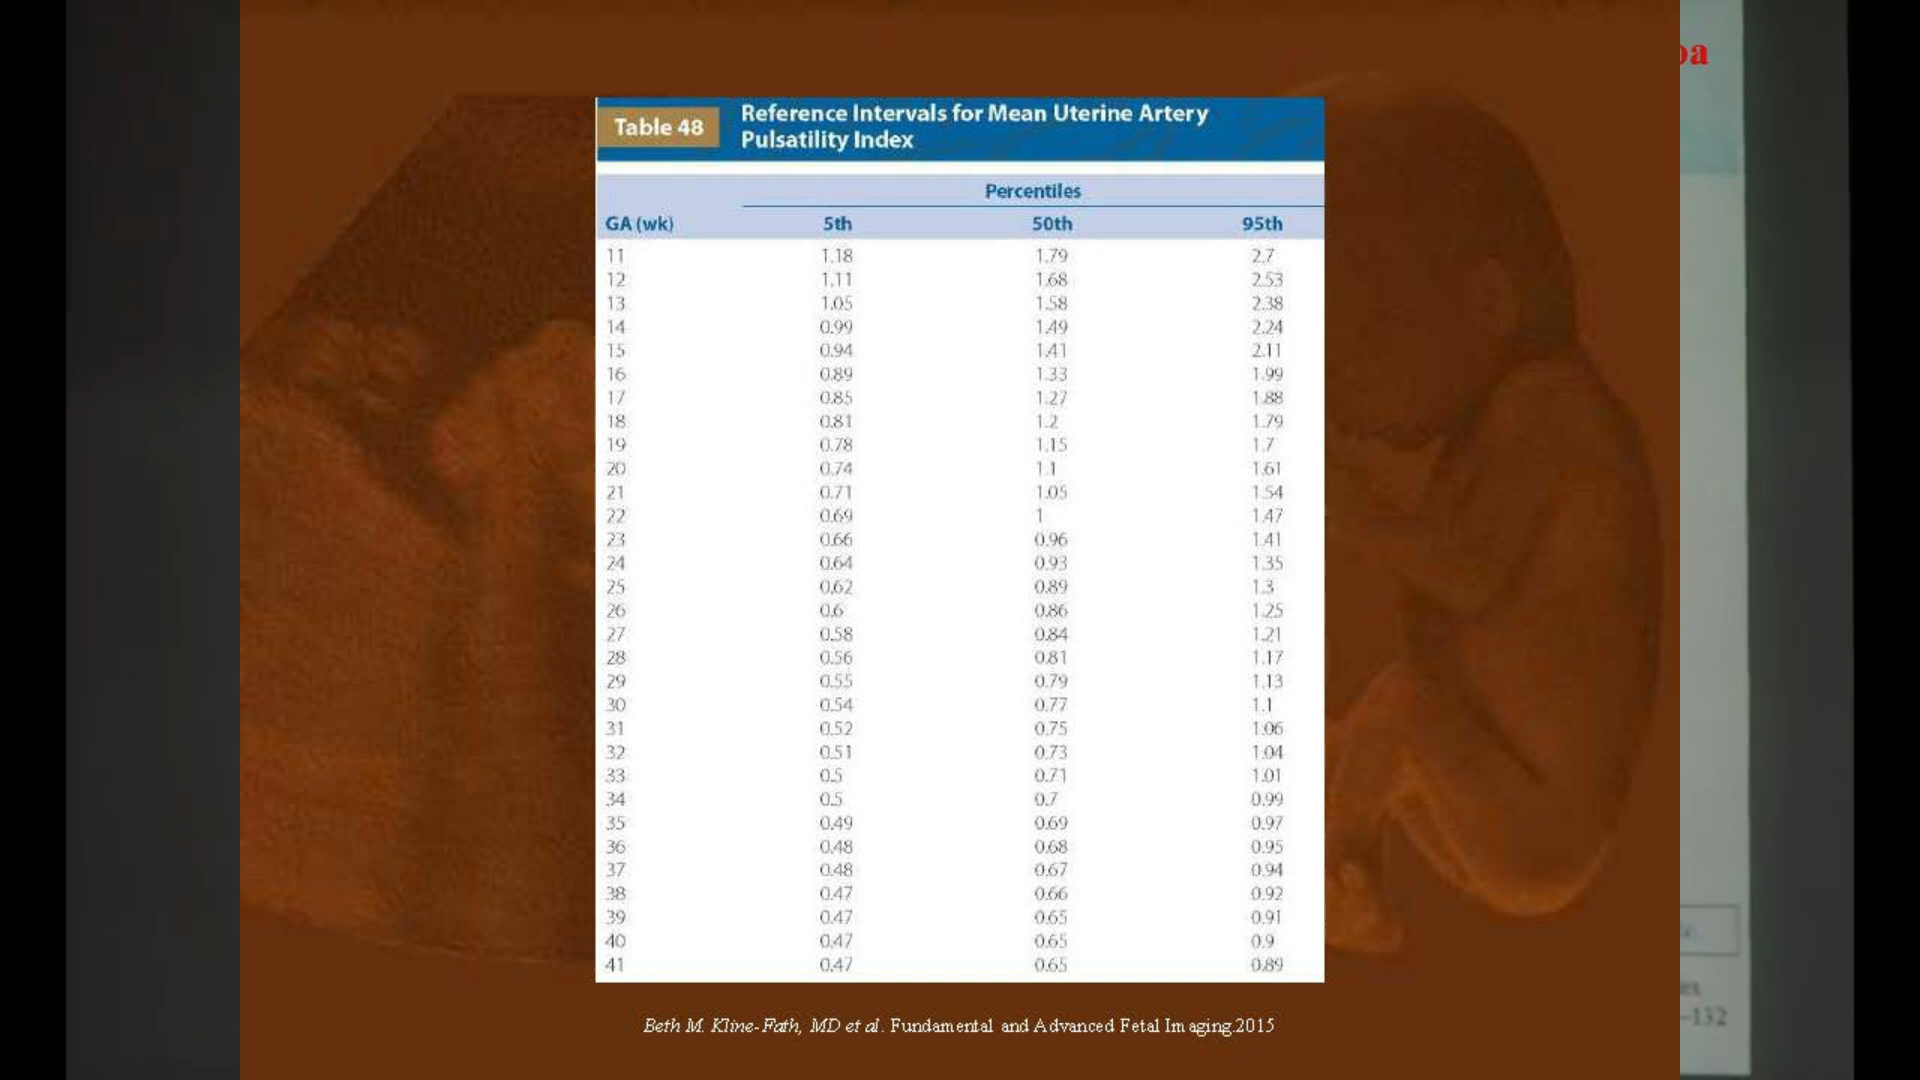 Table 48
Reference Intervals for Mean Uterine Artery
Pulsatility Index
Percentiles
GA (wk) 5th 50th 95th
11 1.18 1.79 2.7
12 1.11 1.68 2.53
13 1.05 1.58 2.38
14 0.99 1.49 2.24
15 0.94 1.41 2.11
16 0.89 1.33 1.99
17 0.85 1.27 1.88
18 0.81 1.2 1.79
19 0.78 1.15 1.7
20 0.74 1.1 1.61
21 0.71 1.05 1.54
22 0.69 1 1.47
23 0.66 0.96 1.41
24 0.64 0.93 1.35
25 0.62 0.89 1.3
26 0.6 0.86 1.25
27 0.58 0.84 1.21
28 0.56 0.81 1.17
29 0.55 0.79 1.13
30 0.54 0.77 1.1
31 0.52 0.75 1.06
32 0.51 0.73 1.04
33 0.5 0.71 1.01
34 0.5 0.7 0.99
35 0.49 0.69 0.97
36 0.48 0.68 0.95
37 0.48 0.67 0.94
38 0.47 0.66 0.92
39 0.47 0.65 0.91
40 0.47 0.65 0.9
41 0.47 0.65 0.89
Beth M. Kline-Fath, MD et al. Fundamental and Advanced Fetal Imaging.2015
-132